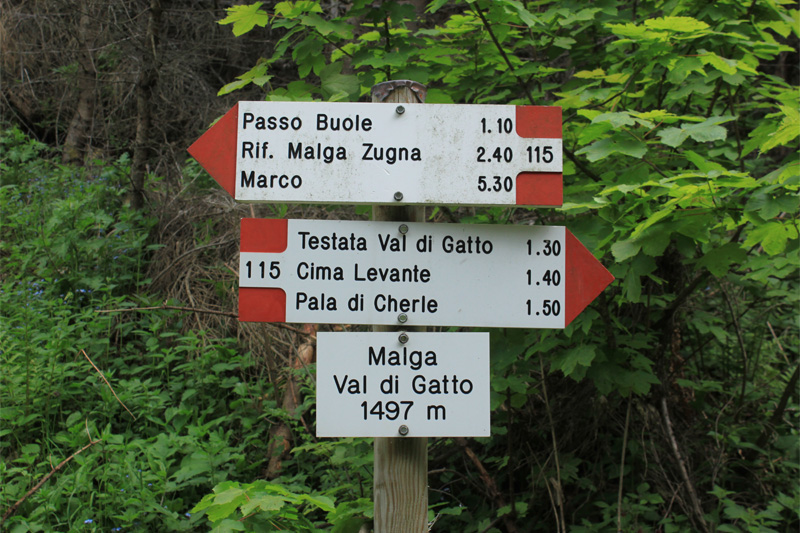 Passo Buole 1.10
Rif. Malga Zugna 2.40 115
Marco 5.30
Testata Val di Gatto 1.30
115 Cima Levante 1.40
Pala di Cherle 1.50
Malga
Val di Gatto
1497 m